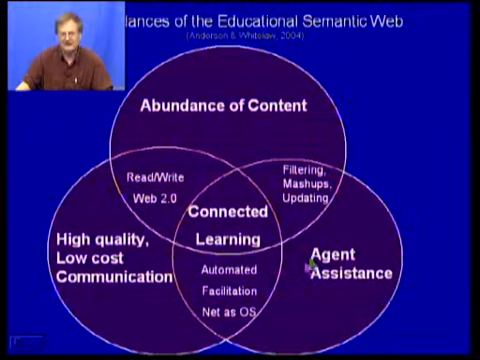 lances of the Educational Semantic Web
(Anderson & Whitelaw, 2004)
Abundance of Content
Read/Write
Web 2.0
Filtering,
Mashups,
Updating
Connected
Learning
High quality,
Low cost
Communication
Agent
Assistance
Automated
Facilitation
Net as OS